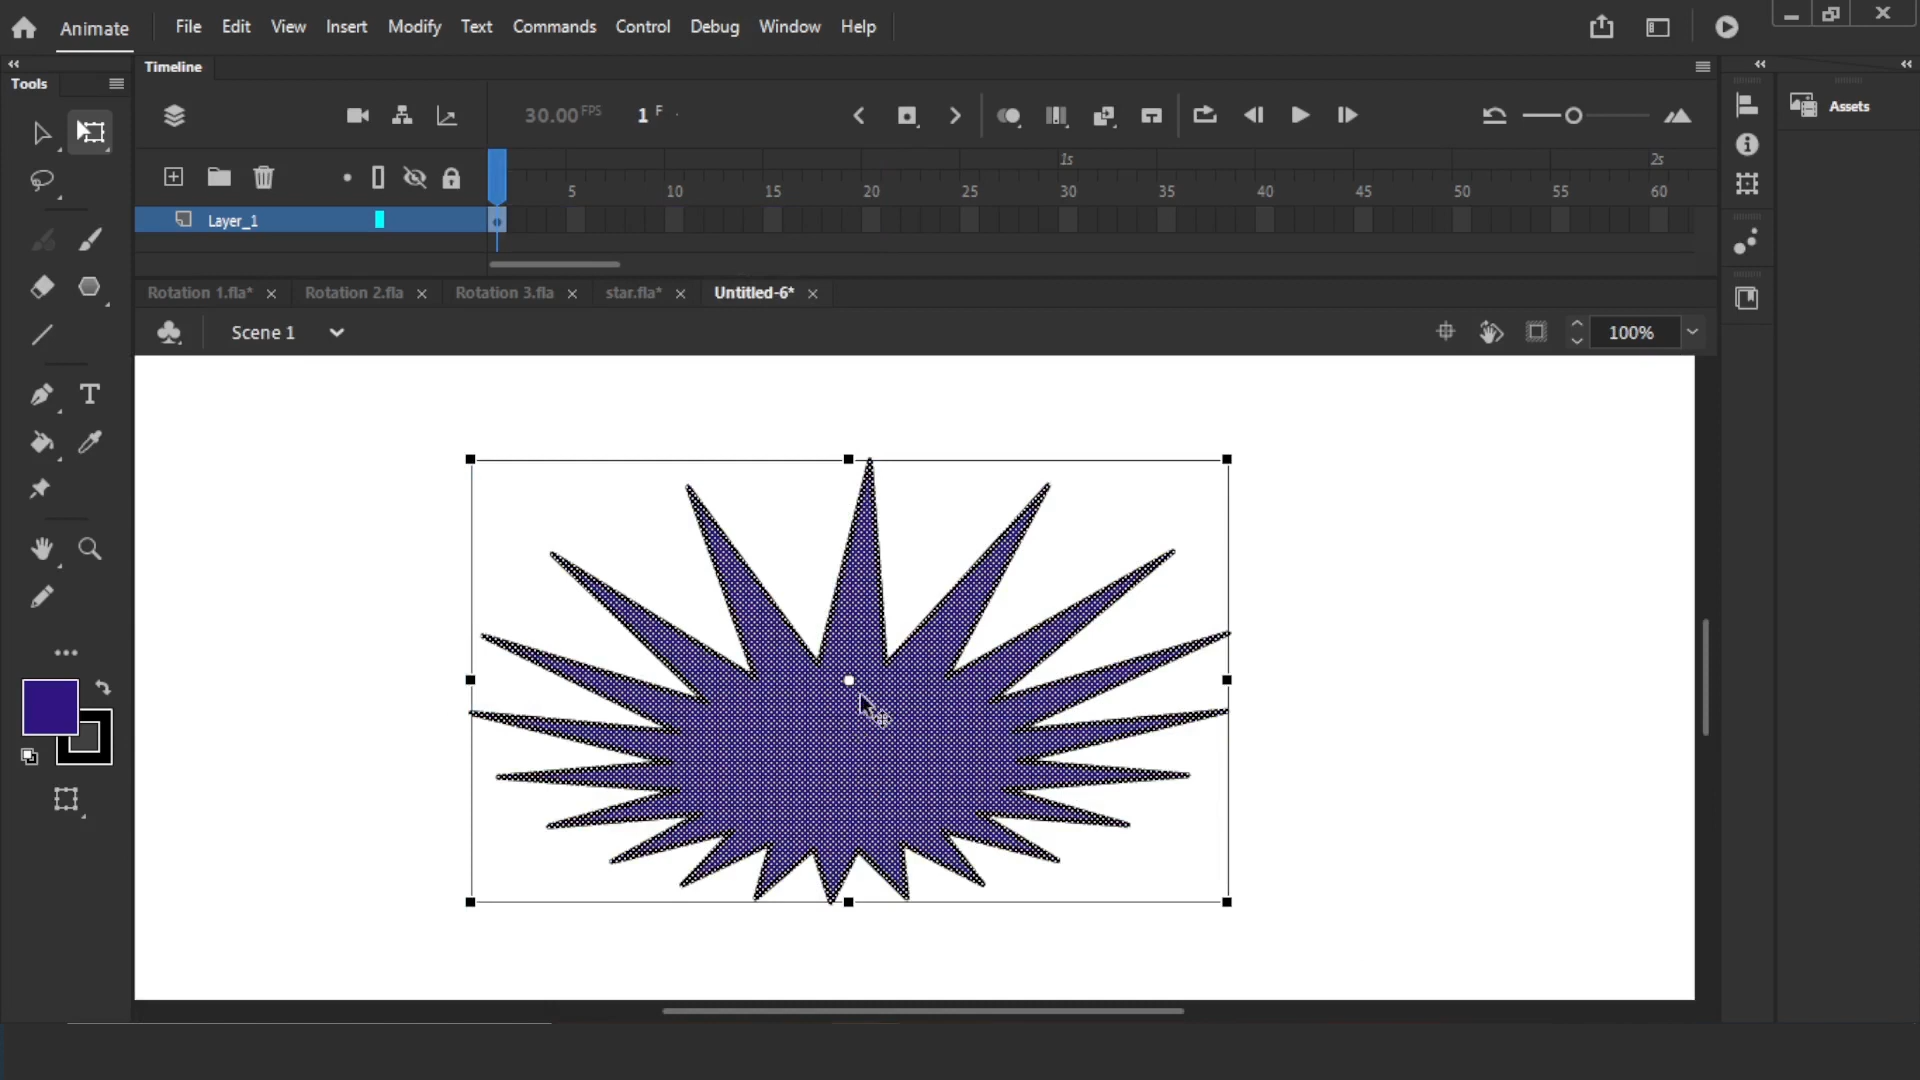 Animate File Edit View Insert Modify Text Commands Control Debug Window Help
Tools
Timeline
Assets
30.00 FPS 1 F
1s 2s
5 10 15 20 25 30 35 40 45 50 55 60
Layer_1
Rotation 1.fla* Rotation 2.fla Rotation 3.fla star.fla* Untitled-6*
Scene 1 100%
T